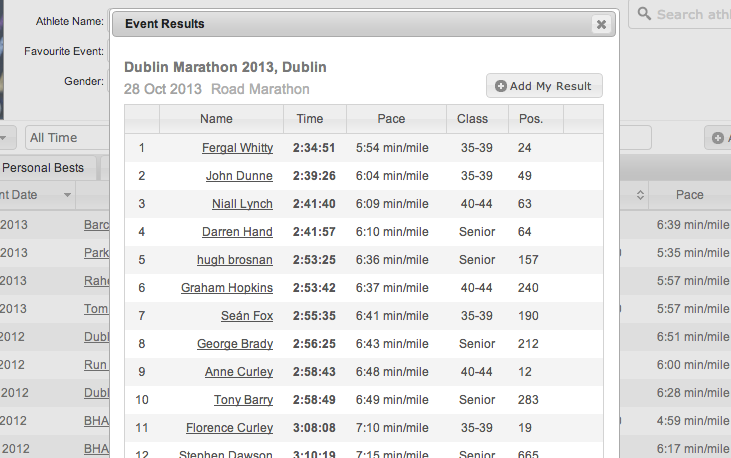 Athlete Name:
Favourite Event:
Gender:
Event Results
Search athl
Dublin Marathon 2013, Dublin
28 Oct 2013 Road Marathon
Add My Result
All Time
Personal Bests
nt Date
Pace
Name Time Pace Class Pos.
1 Fergal Whitty 2:34:51 5:54 min/mile 35-39 24
2 John Dunne 2:39:26 6:04 min/mile 35-39 49
3 Niall Lynch 2:41:40 6:09 min/mile 40-44 63
4 Darren Hand 2:41:57 6:10 min/mile Senior 64
5 hugh brosnan 2:53:25 6:36 min/mile Senior 157
6 Graham Hopkins 2:53:42 6:37 min/mile 40-44 240
7 Seán Fox 2:55:35 6:41 min/mile 35-39 190
8 George Brady 2:56:25 6:43 min/mile Senior 212
9 Anne Curley 2:58:43 6:48 min/mile 40-44 12
10 Tony Barry 2:58:49 6:49 min/mile Senior 283
11 Florence Curley 3:08:08 7:10 min/mile 35-39 19
12 Stephen Dawson 3:10:19 7:15 min/mile Senior 665
2013 Barc 6:39 min/mile
2013 Park 5:35 min/mile
2013 Rahe 5:57 min/mile
2013 Tom 5:57 min/mile
2012 Dubl 6:51 min/mile
2012 Run 6:00 min/mile
2012 Dubl 6:28 min/mile
2012 BHA 4:59 min/mile
2012 BHA 6:17 min/mile